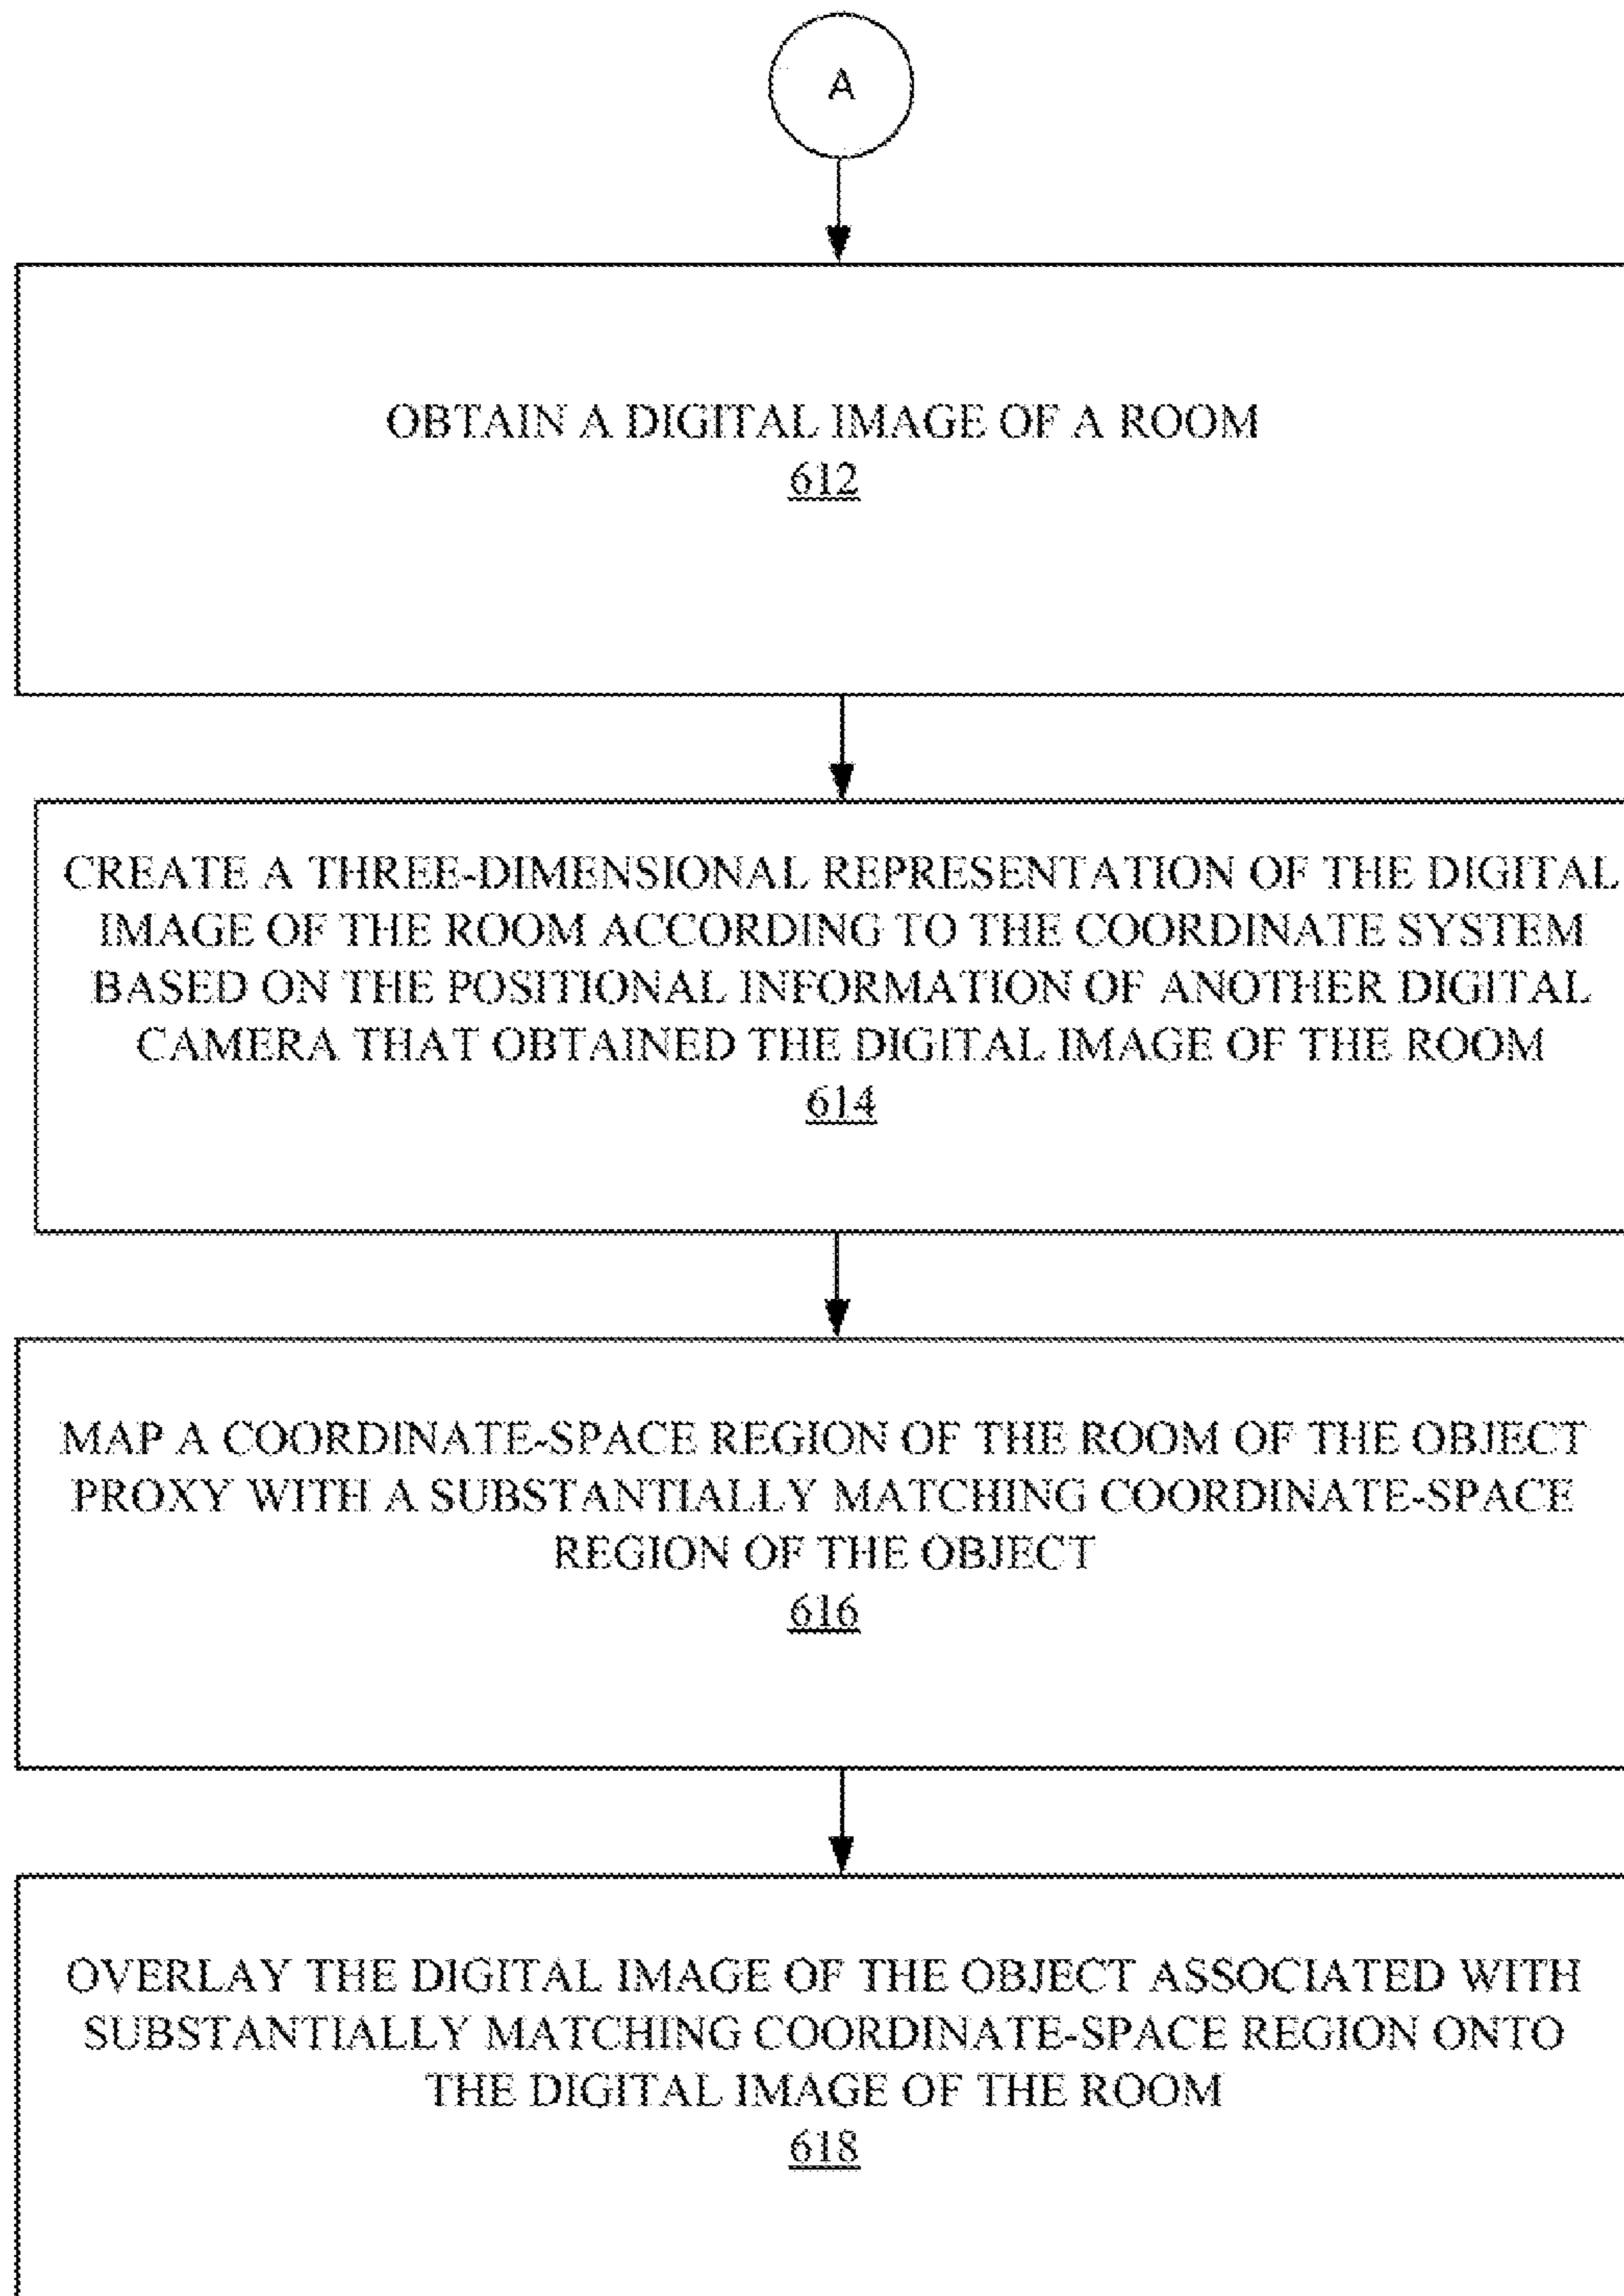 A
OBTAIN A DIGITAL IMAGE OF A ROOM
612
CREATE A THREE-DIMENSIONAL REPRESENTATION OF THE DIGITAL
IMAGE OF THE ROOM ACCORDING TO THE COORDINATE SYSTEM
BASED ON THE POSITIONAL INFORMATION OF ANOTHER DIGITAL
CAMERA THAT OBTAINED THE DIGITAL IMAGE OF THE ROOM
614
MAP A COORDINATE-SPACE REGION OF THE ROOM OF THE OBJECT
PROXY WITH A SUBSTANTIALLY MATCHING COORDINATE-SPACE
REGION OF THE OBJECT
616
OVERLAY THE DIGITAL IMAGE OF THE OBJECT ASSOCIATED WITH
SUBSTANTIALLY MATCHING COORDINATE-SPACE REGION ONTO
THE DIGITAL IMAGE OF THE ROOM
618